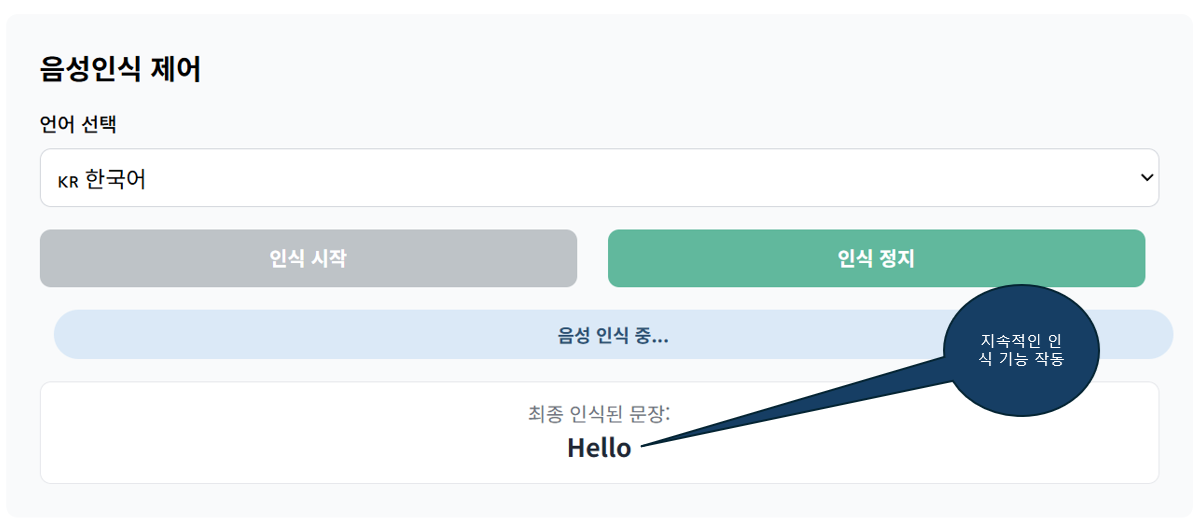 음성인식 제어
언어 선택
KR 한국어
인식 시작
인식 정지
음성 인식 중...
지속적인 인
식 기능 작동
최종 인식된 문장:
Hello